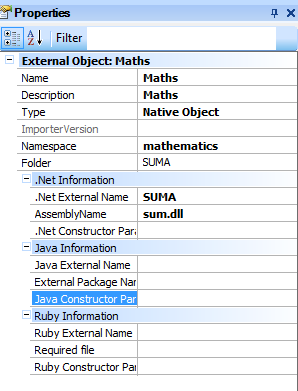 Properties
Filter
External Object: Maths
Name Maths
Description Maths
Type Native Object
ImporterVersion
Namespace mathematics
Folder SUMA
.Net Information
.Net External Name SUMA
AssemblyName sum.dll
.Net Constructor Para
Java Information
Java External Name
External Package Nan
Java Constructor Par
Ruby Information
Ruby External Name
Required file
Ruby Constructor Par